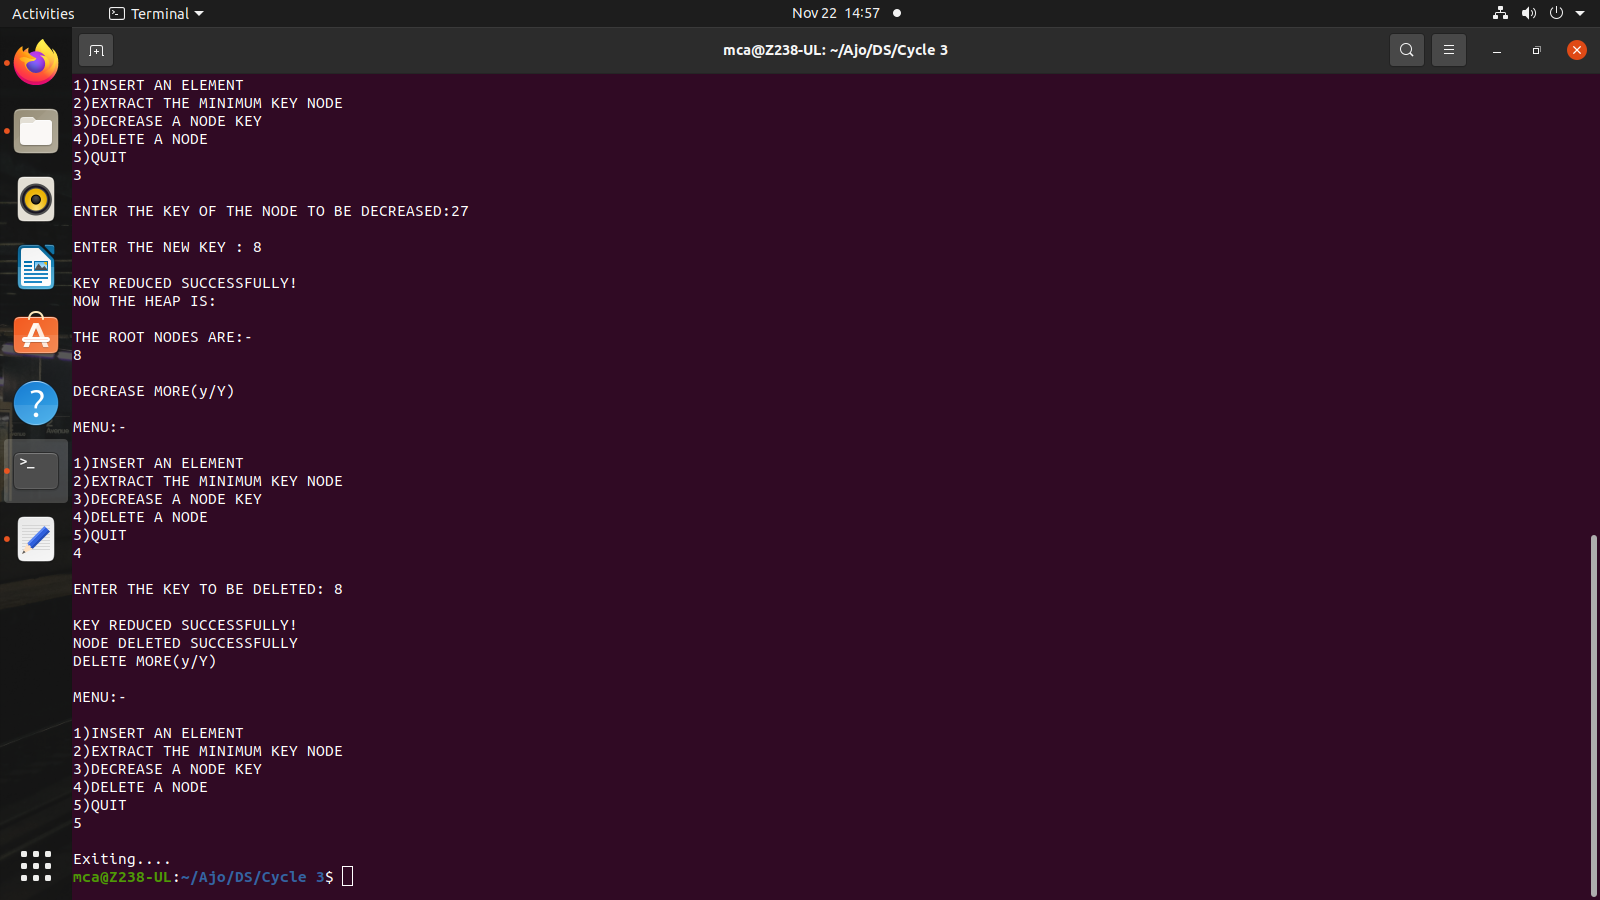 Activities
Terminal
Nov 22 14:57
mca@Z238-UL: ~/Ajo/DS/Cycle 3
1)INSERT AN ELEMENT
2)EXTRACT THE MINIMUM KEY NODE
3)DECREASE A NODE KEY
4)DELETE A NODE
5)QUIT
3
ENTER THE KEY OF THE NODE TO BE DECREASED:27
ENTER THE NEW KEY : 8
KEY REDUCED SUCCESSFULLY!
NOW THE HEAP IS:
THE ROOT NODES ARE:-
8
DECREASE MORE(y/Y)
MENU:-
1)INSERT AN ELEMENT
2)EXTRACT THE MINIMUM KEY NODE
3)DECREASE A NODE KEY
4)DELETE A NODE
5)QUIT
4
ENTER THE KEY TO BE DELETED: 8
KEY REDUCED SUCCESSFULLY!
NODE DELETED SUCCESSFULLY
DELETE MORE(y/Y)
MENU:-
1)INSERT AN ELEMENT
2)EXTRACT THE MINIMUM KEY NODE
3)DECREASE A NODE KEY
4)DELETE A NODE
5)QUIT
5
Exiting....
mca@Z238-UL:~/Ajo/DS/Cycle 3$